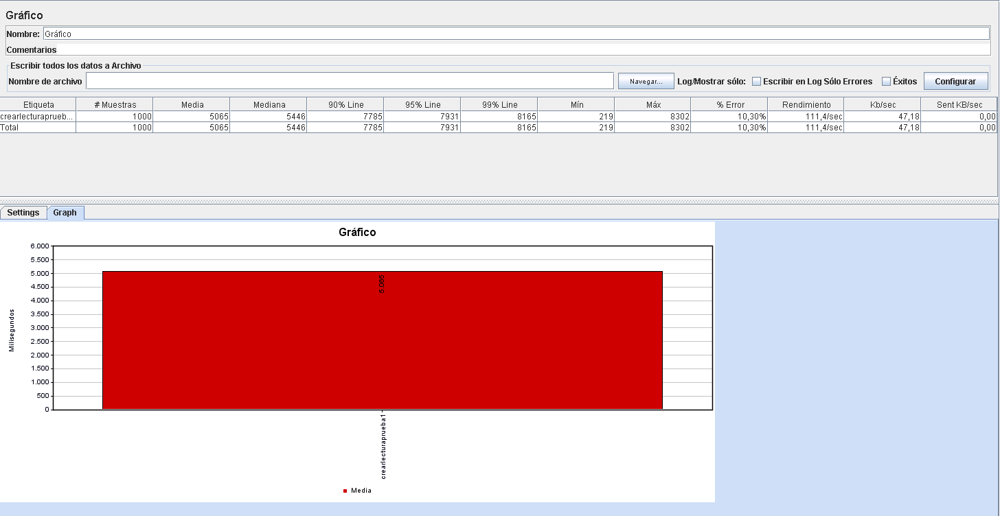 Gráfico
Nombre: Gráfico
Comentarios
Escribir todos los datos a Archivo
Nombre de archivo Navegar... Log/Mostrar sólo: Escribir en Log Sólo Errores Éxitos Configurar
Etiqueta # Muestras Media Mediana 90% Line 95% Line 99% Line Mín Máx % Error Rendimiento Kb/sec Sent KB/sec
crearlecturaprueb... 1000 5065 5446 7785 7931 8165 219 8302 10,30% 111,4/sec 47,18 0,00
Total 1000 5065 5446 7785 7931 8165 219 8302 10,30% 111,4/sec 47,18 0,00
Settings Graph
Gráfico
6.000
5.500
5.000
4.500
4.000
3.500
3.000
2.500
2.000
1.500
1.000
500
0
Milisegundos
5.065
crearlecturaprueba1
Media